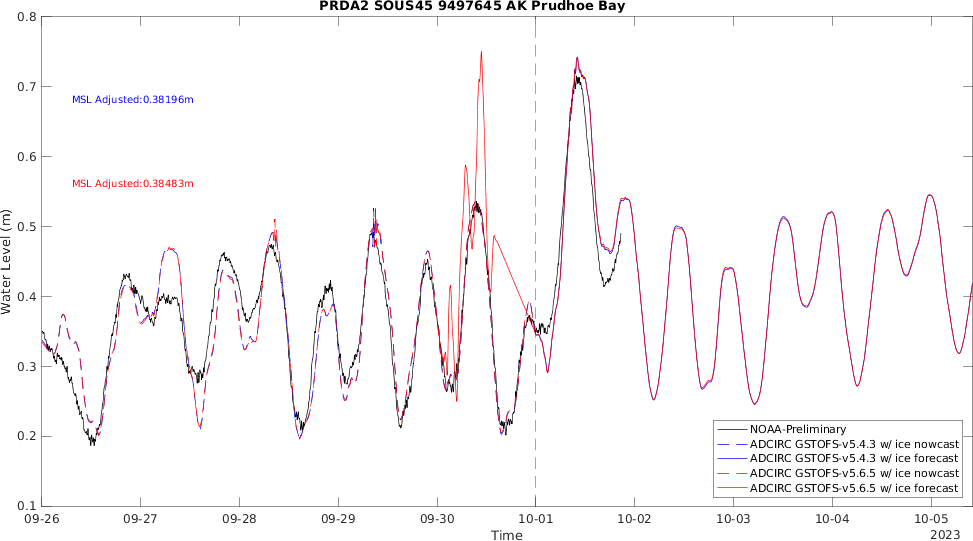 PRDA2 SOUS45 9497645 AK Prudhoe Bay
0.8
0.7
0.6
0.5
0.4
0.3
0.2
0.1
Water Level (m)
MSL Adjusted:0.38196m
MSL Adjusted:0.38483m
NOAA-Preliminary
ADCIRC GSTOFS-v5.4.3 w/ ice nowcast
ADCIRC GSTOFS-v5.4.3 w/ ice forecast
ADCIRC GSTOFS-v5.6.5 w/ ice nowcast
ADCIRC GSTOFS-v5.6.5 w/ ice forecast
09-26 09-27 09-28 09-29 09-30 10-01 10-02 10-03 10-04 10-05
Time
2023